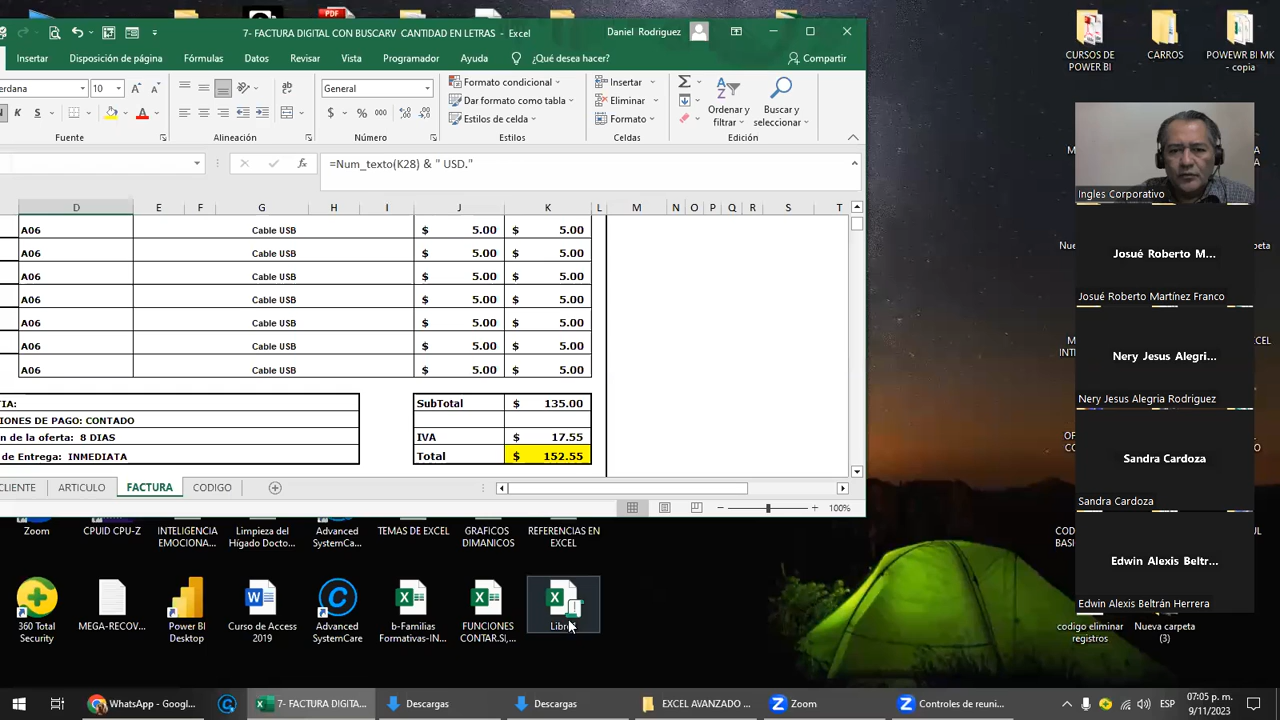 7- FACTURA DIGITAL CON BUSCARV  CANTIDAD EN LETRAS - Excel
Daniel Rodriguez
Insertar
Disposición de página
Fórmulas
Datos
Revisar
Vista
Programador
Ayuda
¿Qué desea hacer?
Compartir
erdana
10
General
Formato condicional
Dar formato como tabla
Estilos de celda
Insertar
Eliminar
Formato
Ordenar y filtrar
Buscar y seleccionar
K S
$ % 000
Fuente
Alineación
Número
Estilos
Celdas
Edición
=Num_texto(K28) & " USD."
D E F G H J K L M N O P Q R S T
A06 Cable USB $ 5.00 $ 5.00
A06 Cable USB $ 5.00 $ 5.00
A06 Cable USB $ 5.00 $ 5.00
A06 Cable USB $ 5.00 $ 5.00
A06 Cable USB $ 5.00 $ 5.00
A06 Cable USB $ 5.00 $ 5.00
A06 Cable USB $ 5.00 $ 5.00
TIA:
SubTotal $ 135.00
IONES DE PAGO: CONTADO
n de la oferta: 8 DIAS
IVA $ 17.55
de Entrega: INMEDIATA
Total $ 152.55
CLIENTE
ARTICULO
FACTURA
CODIGO
100%
Zoom
CPUID CPU-Z
INTELIGENCIA EMOCIONA...
Limpieza del Hígado Docto...
Advanced SystemCare
TEMAS DE EXCEL
GRAFICOS DIMANICOS
REFERENCIAS EN EXCEL
360 Total Security
MEGA-RECOV...
Power BI Desktop
Curso de Access 2019
Advanced SystemCare
b-Familias Formativas-IN...
FUNCIONES CONTAR.SI,...
CURSOS DE POWER BI
CARROS
POWEWR BI MK - copia
Ingles Corporativo
Josué Roberto M...
Josué Roberto Martínez Franco
Nery Jesus Alegri...
Nery Jesus Alegria Rodriguez
Sandra Cardoza
Sandra Cardoza
Edwin Alexis Beltr...
Edwin Alexis Beltrán Herrera
codigo eliminar registros
Nueva carpeta (3)
WhatsApp - Googl...
7- FACTURA DIGITA...
Descargas
Descargas
EXCEL AVANZADO ...
Zoom
Controles de reuni...
ESP
07:05 p. m.
9/11/2023